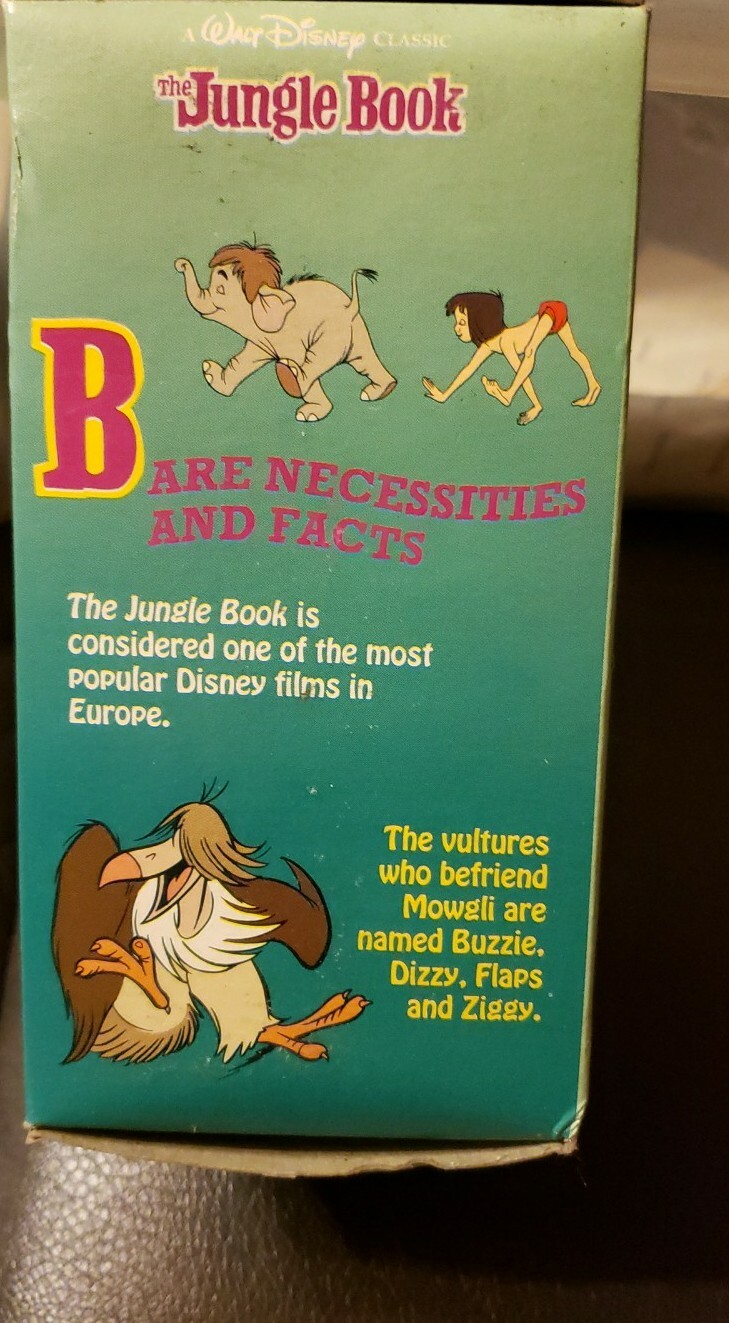 A Walt Disney CLASSIC
The Jungle Book
BARE NECESSITIES
AND FACTS
The Jungle Book is
considered one of the most
popular Disney films in
Europe.
The vultures
who befriend
Mowgli are
named Buzzie,
Dizzy, Flaps
and Ziggy.